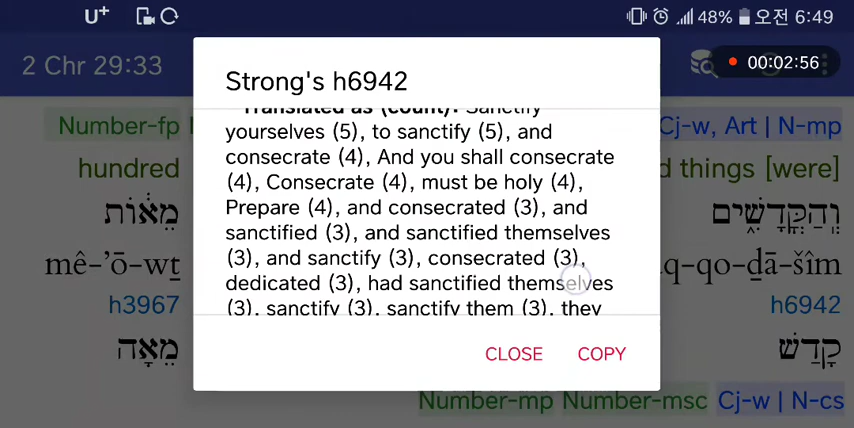 U+ 48% 오전 6:49
2 Chr 29:33 00:02:56
Strong's h6942
Translated as (count): Sanctify
yourselves (5), to sanctify (5), and
consecrate (4), And you shall consecrate
(4), Consecrate (4), must be holy (4),
Prepare (4), and consecrated (3), and
sanctified (3), and sanctified themselves
(3), and sanctify (3), consecrated (3),
dedicated (3), had sanctified themselves
(3), sanctify (3), sanctify them (3), they
CLOSE COPY
Number-fp Cj-w, Art | N-mp
hundred d things [were]
מֵא֔וֹת וְֽהַקֳּדָשִׁ֑ים
mê-’ō-wṯ q-qo-ḏā-šîm
h3967 h6942
מֵאָה קָדַשׁ
Number-mp Number-msc Cj-w | N-cs